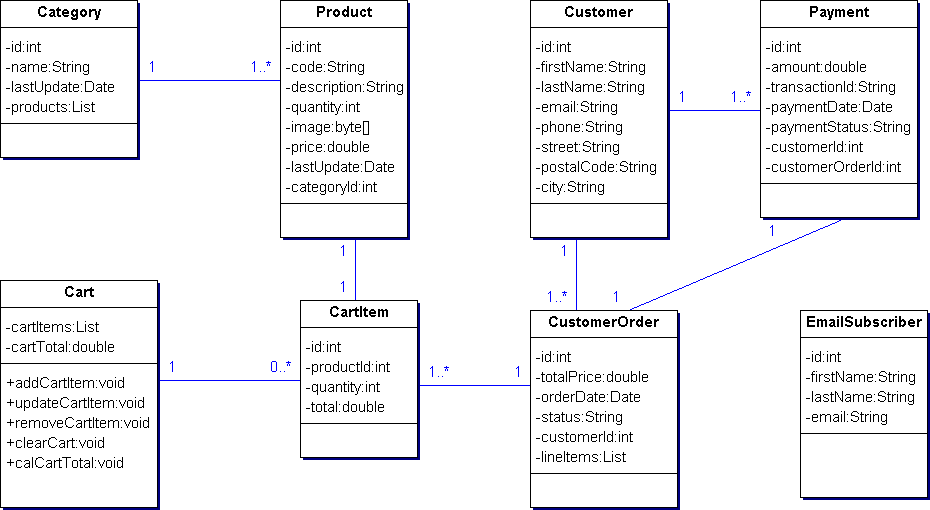 Category
-id:int
-name:String
-lastUpdate:Date
-products:List
1
1..*
Product
-id:int
-code:String
-description:String
-quantity:int
-image:byte[]
-price:double
-lastUpdate:Date
-categoryId:int
Customer
-id:int
-firstName:String
-lastName:String
-email:String
-phone:String
-street:String
-postalCode:String
-city:String
1
1..*
Payment
-id:int
-amount:double
-transactionId:String
-paymentDate:Date
-paymentStatus:String
-customerId:int
-customerOrderId:int
1
1
1
1..*
1
1
Cart
-cartItems:List
-cartTotal:double
+addCartItem:void
+updateCartItem:void
+removeCartItem:void
+clearCart:void
+calCartTotal:void
1
0..*
CartItem
-id:int
-productId:int
-quantity:int
-total:double
1..*
1
CustomerOrder
-id:int
-totalPrice:double
-orderDate:Date
-status:String
-customerId:int
-lineItems:List
EmailSubscriber
-id:int
-firstName:String
-lastName:String
-email:String